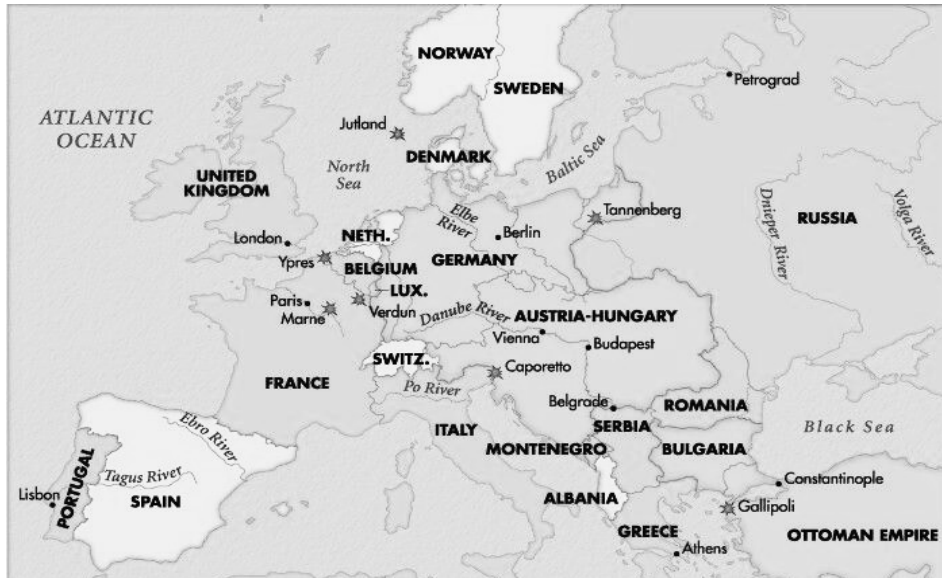 NORWAY
SWEDEN
Petrograd
ATLANTIC
OCEAN
Jutland
North
Sea
DENMARK
Baltic Sea
UNITED
KINGDOM
Elbe
River
Tannenberg
Dnieper River
RUSSIA
Volga River
London
NETH.
Berlin
Ypres
BELGIUM
GERMANY
LUX.
Paris
Marne
Verdun
Danube River
AUSTRIA-HUNGARY
Vienna
Budapest
SWITZ.
Caporetto
FRANCE
Po River
Belgrade
ROMANIA
Ebro River
ITALY
SERBIA
Black Sea
MONTENEGRO
BULGARIA
Tagus River
Lisbon
PORTUGAL
SPAIN
ALBANIA
Constantinople
Gallipoli
GREECE
OTTOMAN EMPIRE
Athens